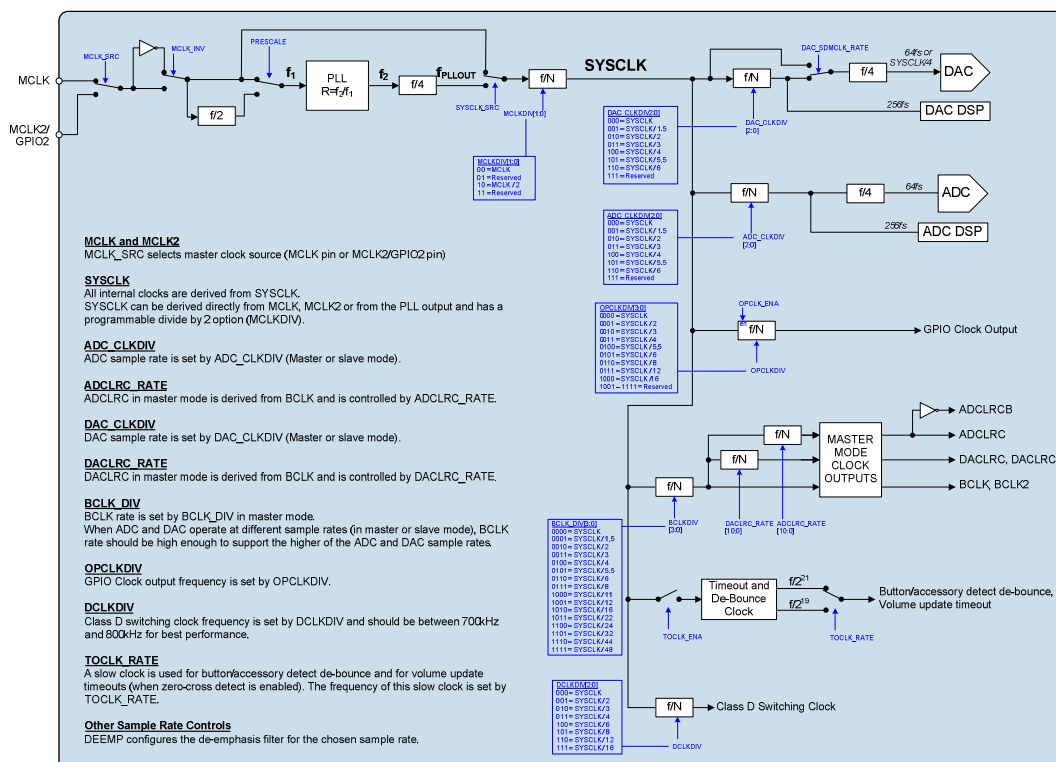 MCLK_SRC
MCLK_INV
PRESCALE
MCLK
MCLK2/
GPIO2
f/2
f1
PLL
R=f2/f1
f2
f/4
fPLLOUT
SYSCLK_SRC
MCLKDIV[1:0]
f/N
SYSCLK
MCLKDIV[1:0]
00=MCLK
01=Reserved
10=MCLK/2
11=Reserved
DAC_SDMCLK_RATE
f/N
f/4
64fs or
SYSCLK/4
DAC
256fs
DAC DSP
DAC_CLKDIV
[2:0]
DAC_CLKDIV2:0]
000=SYSCLK
001=SYSCLK/1.5
010=SYSCLK/2
011=SYSCLK/3
100=SYSCLK/4
101=SYSCLK/5,5
110=SYSCLK/6
111=Reserved
f/N
f/4
64fs
ADC
256fs
ADC DSP
ADC_CLKDIV
[2:0]
ADC_CLKDIV[2:0]
000=SYSCLK
001=SYSCLK/1.5
010=SYSCLK/2
011=SYSCLK/3
100=SYSCLK/4
101=SYSCLK/5.5
110=SYSCLK/6
111=Reserved
OPCLK_ENA
en
f/N
GPIO Clock Output
OPCLKDIV
OPCLKDIV[3:0]
0000=SYSCLK
0001=SYSCLK/2
0010=SYSCLK/3
0011=SYSCLK/4
0100=SYSCLK/5,5
0101=SYSCLK/6
0110=SYSCLK/8
0111=SYSCLK/12
1000=SYSCLK/16
1001-1111=Reserved
f/N
f/N
f/N
MASTER
MODE
CLOCK
OUTPUTS
ADCLRCB
ADCLRC
DACLRC, DACLRC
BCLK, BCLK2
BCLKDIV
[3:0]
DACLRC_RATE
[10:0]
ADCLRC_RATE
[10:0]
BCLK_DIV[3:0]
0000=SYSCLK
0001=SYSCLK/1,5
0010=SYSCLK/2
0011=SYSCLK/3
0100=SYSCLK/4
0101=SYSCLK/5.5
0110=SYSCLK/6
0111=SYSCLK/8
1000=SYSCLK/11
1001=SYSCLK/12
1010=SYSCLK/16
1011=SYSCLK/22
1100=SYSCLK/24
1101=SYSCLK/32
1110=SYSCLK/44
1111=SYSCLK/48
TOCLK_ENA
Timeout and
De-Bounce
Clock
f/2^21
f/2^19
TOCLK_RATE
Button/accessory detect de-bounce,
Volume update timeout
DCLKDIV[2:0]
000=SYSCLK
001=SYSCLK/2
010=SYSCLK/3
011=SYSCLK/4
100=SYSCLK/6
101=SYSCLK/8
110=SYSCLK/12
111=SYSCLK/16
f/N
DCLKDIV
Class D Switching Clock
MCLK and MCLK2
MCLK_SRC selects master clock source (MCLK pin or MCLK2/GPIO2 pin)
SYSCLK
All internal clocks are derived from SYSCLK.
SYSCLK can be derived directly from MCLK, MCLK2 or from the PLL output and has a
programmable divide by 2 option (MCLKDIV).
ADC_CLKDIV
ADC sample rate is set by ADC_CLKDIV (Master or slave mode).
ADCLRC_RATE
ADCLRC in master mode is derived from BCLK and is controlled by ADCLRC_RATE.
DAC_CLKDIV
DAC sample rate is set by DAC_CLKDIV (Master or slave mode).
DACLRC_RATE
DACLRC in master mode is derived from BCLK and is controlled by DACLRC_RATE.
BCLK_DIV
BCLK rate is set by BCLK_DIV in master mode.
When ADC and DAC operate at different sample rates (in master or slave mode), BCLK
rate should be high enough to support the higher of the ADC and DAC sample rates.
OPCLKDIV
GPIO Clock output frequency is set by OPCLKDIV.
DCLKDIV
Class D switching clock frequency is set by DCLKDIV and should be between 700kHz
and 800kHz for best performance.
TOCLK_RATE
A slow clock is used for button/accessory detect de-bounce and for volume update
timeouts (when zero-cross detect is enabled). The frequency of this slow clock is set by
TOCLK_RATE.
Other Sample Rate Controls
DEEMP configures the de-emphasis filter for the chosen sample rate.